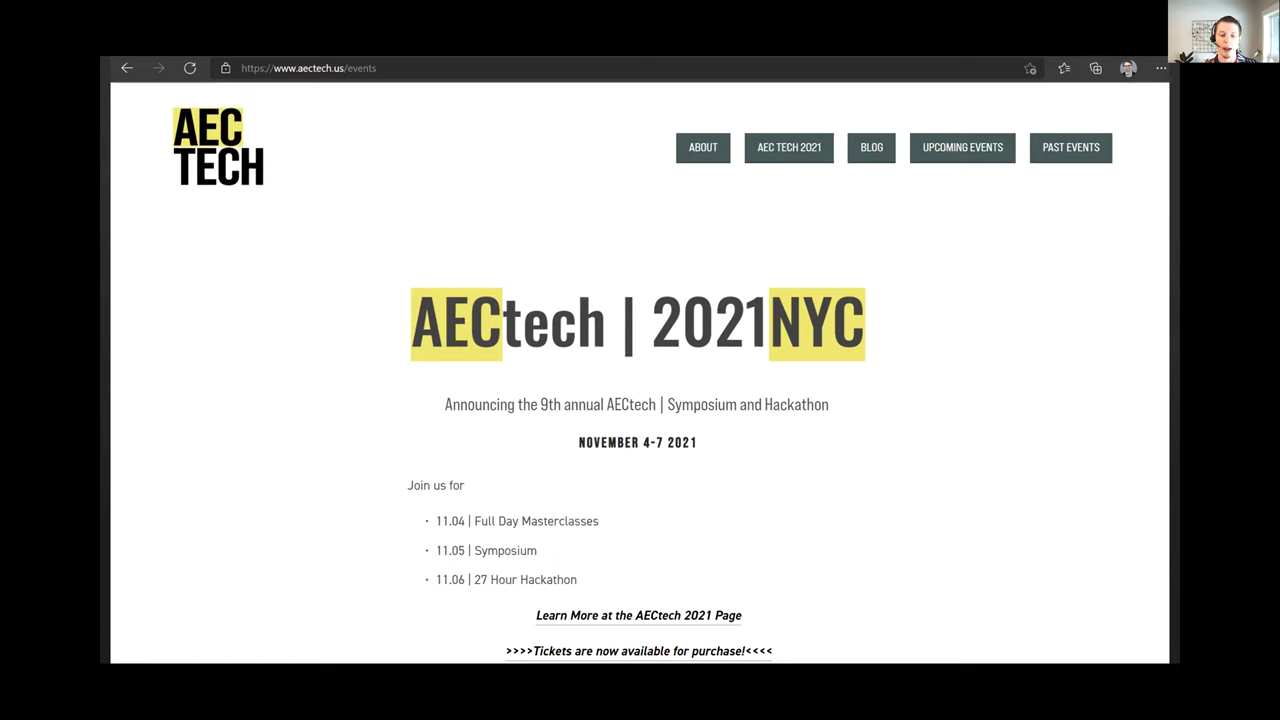 https://www.aectech.us/events
AEC
TECH
ABOUT
AEC TECH 2021
BLOG
UPCOMING EVENTS
PAST EVENTS
AECtech | 2021NYC
Announcing the 9th annual AECtech | Symposium and Hackathon
NOVEMBER 4-7 2021
Join us for
• 11.04 | Full Day Masterclasses
• 11.05 | Symposium
• 11.06 | 27 Hour Hackathon
Learn More at the AECtech 2021 Page
>>>>Tickets are now available for purchase!<<<<